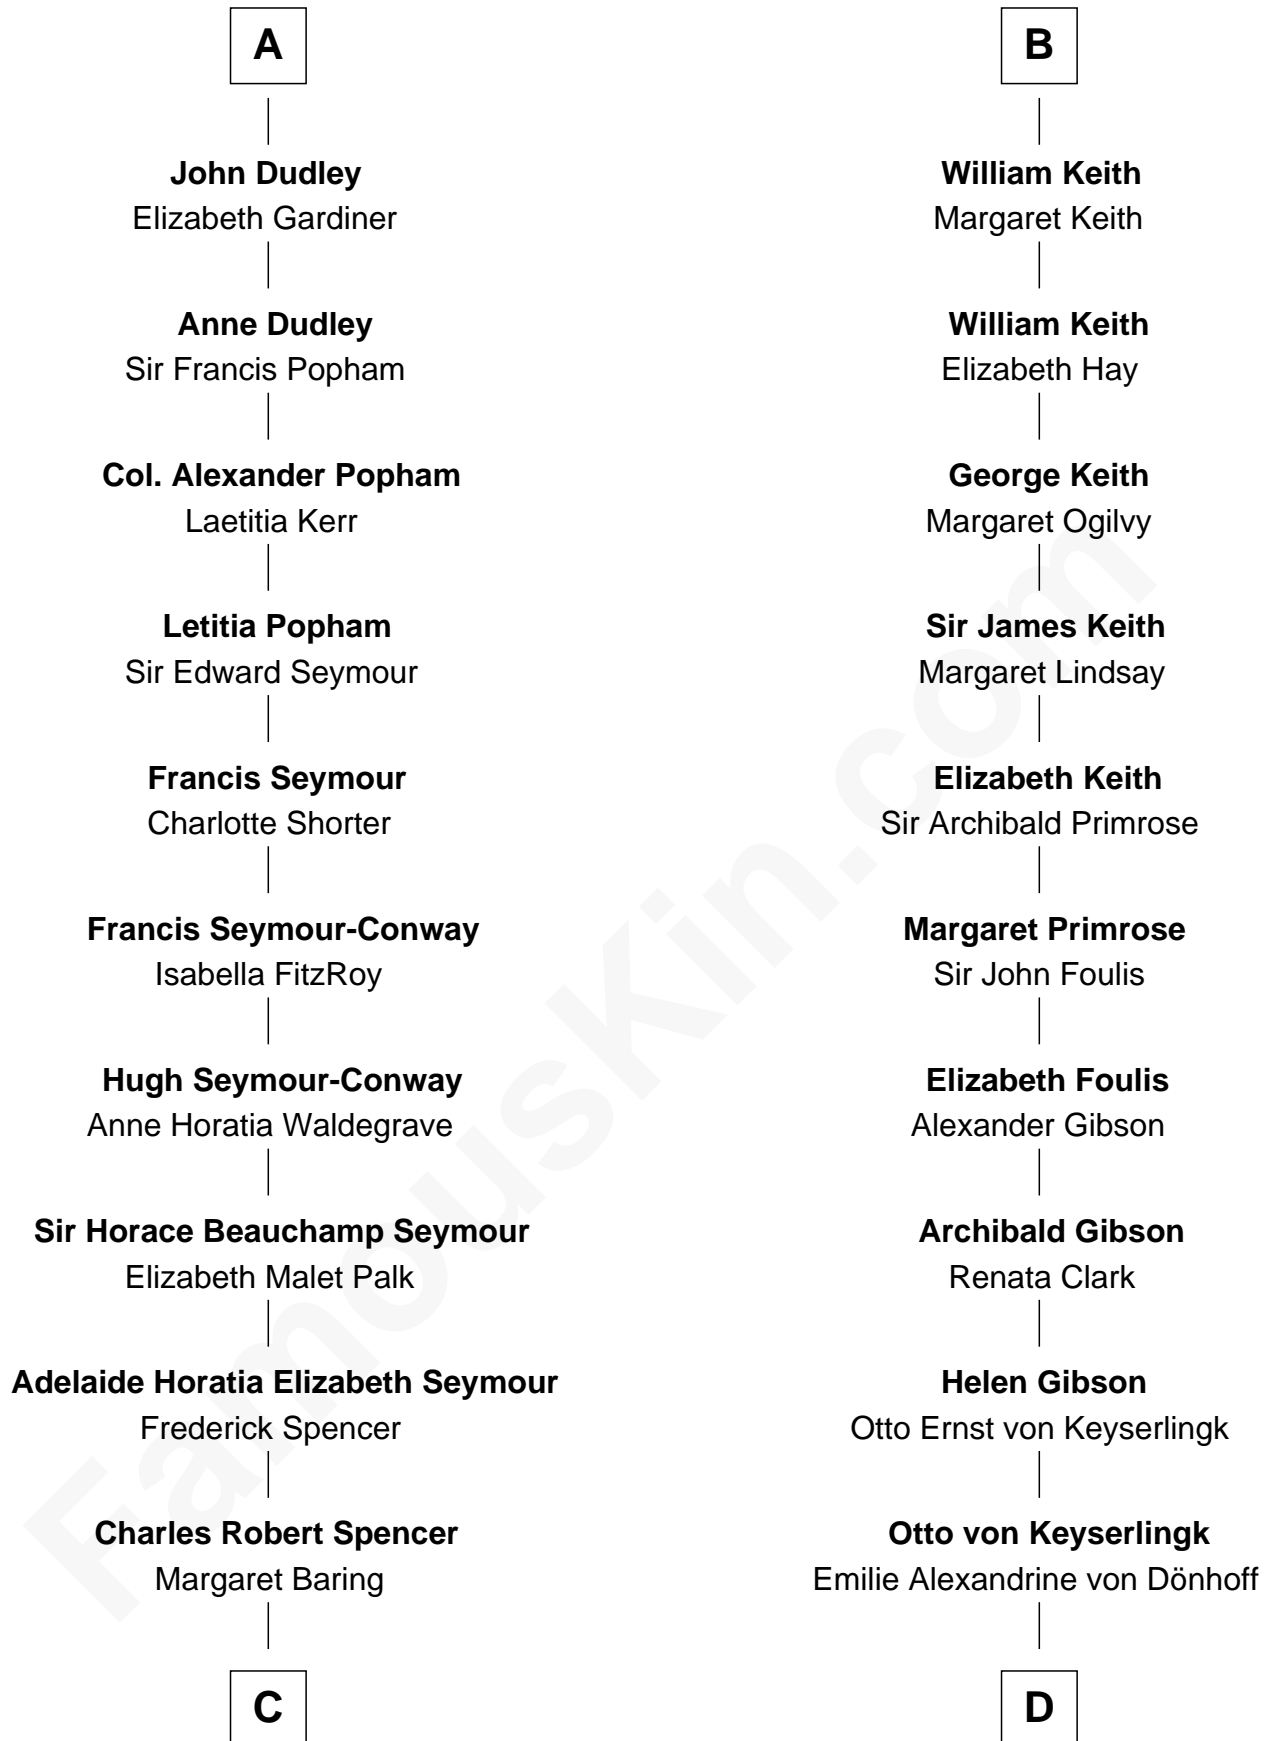 A
John Dudley
Elizabeth Gardiner
Anne Dudley
Sir Francis Popham
Col. Alexander Popham
Laetitia Kerr
Letitia Popham
Sir Edward Seymour
Francis Seymour
Charlotte Shorter
Francis Seymour-Conway
Isabella FitzRoy
Hugh Seymour-Conway
Anne Horatia Waldegrave
Sir Horace Beauchamp Seymour
Elizabeth Malet Palk
Adelaide Horatia Elizabeth Seymour
Frederick Spencer
Charles Robert Spencer
Margaret Baring
C
B
William Keith
Margaret Keith
William Keith
Elizabeth Hay
George Keith
Margaret Ogilvy
Sir James Keith
Margaret Lindsay
Elizabeth Keith
Sir Archibald Primrose
Margaret Primrose
Sir John Foulis
Elizabeth Foulis
Alexander Gibson
Archibald Gibson
Renata Clark
Helen Gibson
Otto Ernst von Keyserlingk
Otto von Keyserlingk
Emilie Alexandrine von Dönhoff
D
FamousKin.com